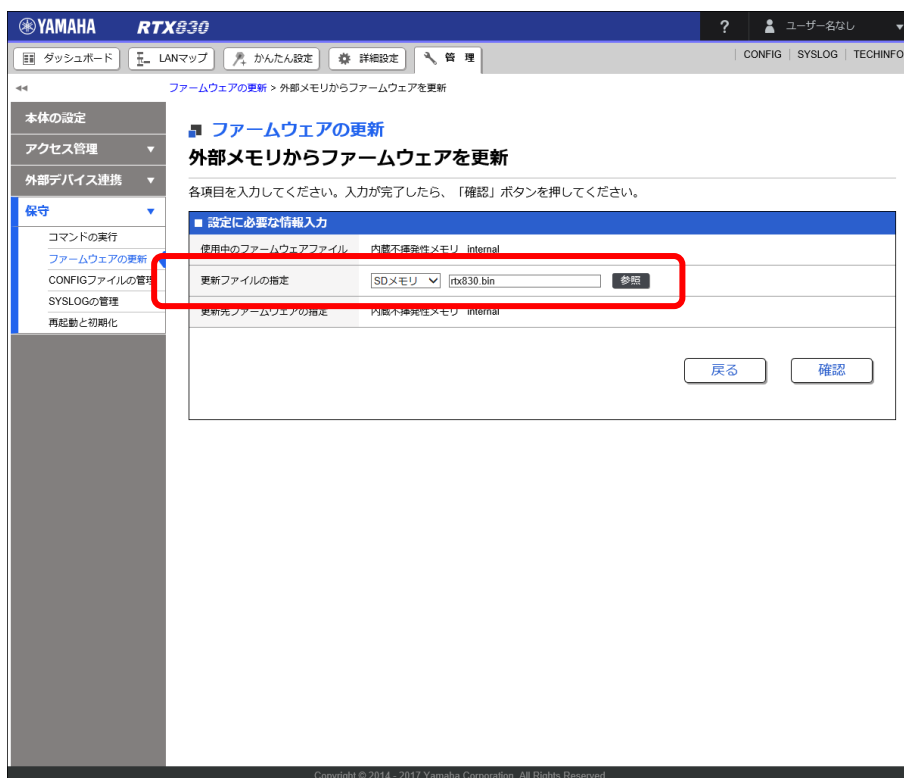 YAMAHA RTX830 ? ユーザー名なし ▼
ダッシュボード LANマップ かんたん設定 詳細設定 管 理 | CONFIG | SYSLOG | TECHINFO
ファームウェアの更新 > 外部メモリからファームウェアを更新
本体の設定
アクセス管理 ▼
外部デバイス連携 ▼
保守 ▼
コマンドの実行
ファームウェアの更新
CONFIGファイルの管理
SYSLOGの管理
再起動と初期化
ファームウェアの更新
外部メモリからファームウェアを更新
各項目を入力してください。入力が完了したら、「確認」ボタンを押してください。
■ 設定に必要な情報入力
使用中のファームウェアファイル 内蔵不揮発性メモリ internal
更新ファイルの指定 SDメモリ rtx830.bin 参照
更新先ファームウェアの指定 内蔵不揮発性メモリ internal
戻る 確認
Copyright © 2014 - 2017 Yamaha Corporation. All Rights Reserved.